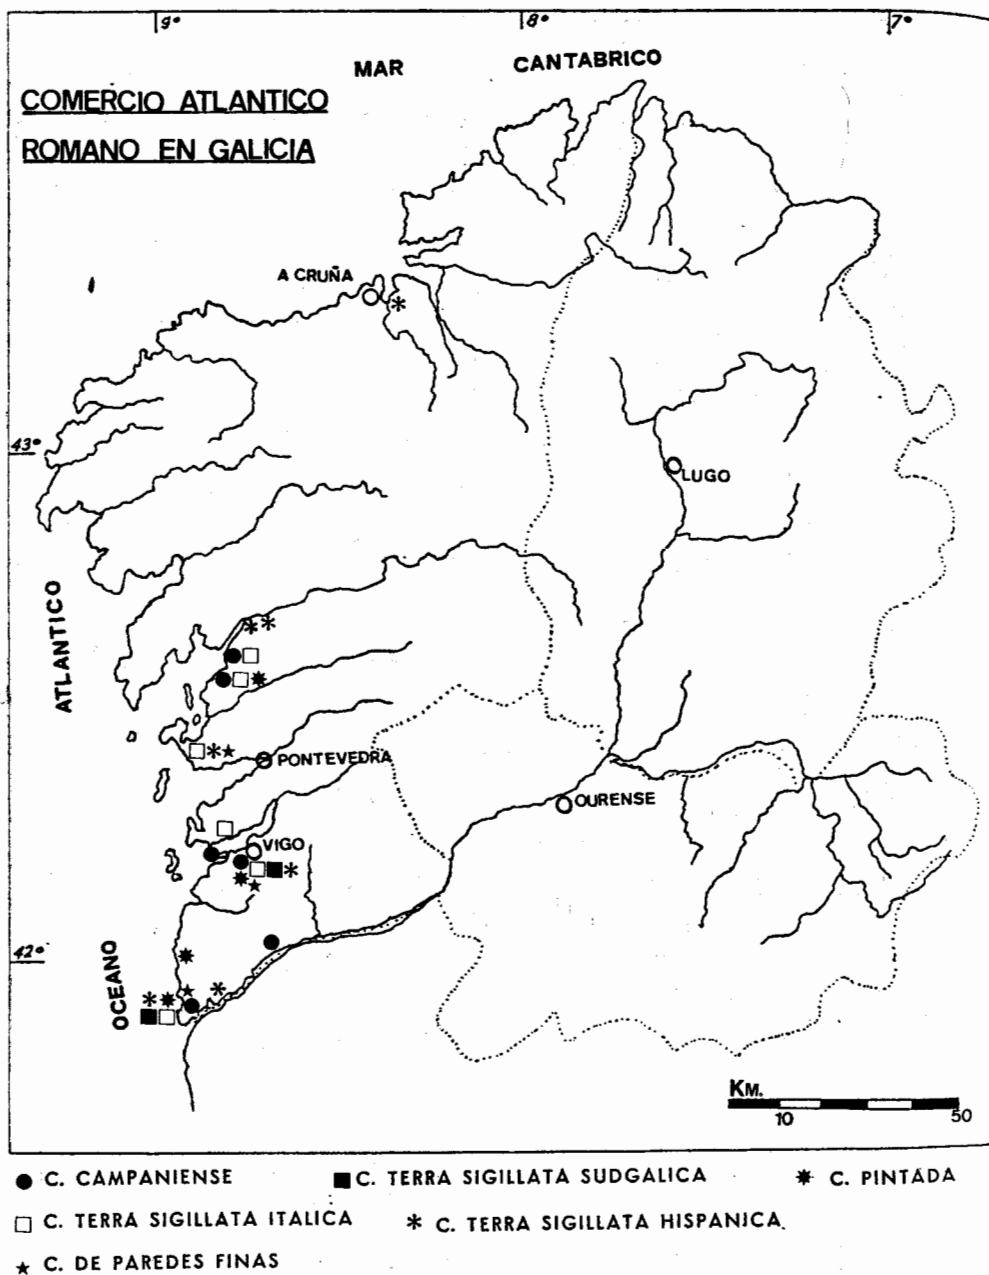 9° 8° 7°
MAR CANTABRICO
COMERCIO ATLANTICO
ROMANO EN GALICIA
A CRUÑA
43°
LUGO
ATLANTICO
PONTEVEDRA
OURENSE
VIGO
42°
OCEANO
KM.
10 50
C. CAMPANIENSE C. TERRA SIGILLATA SUDGALICA C. PINTADA
C. TERRA SIGILLATA ITALICA C. TERRA SIGILLATA HISPANICA.
C. DE PAREDES FINAS